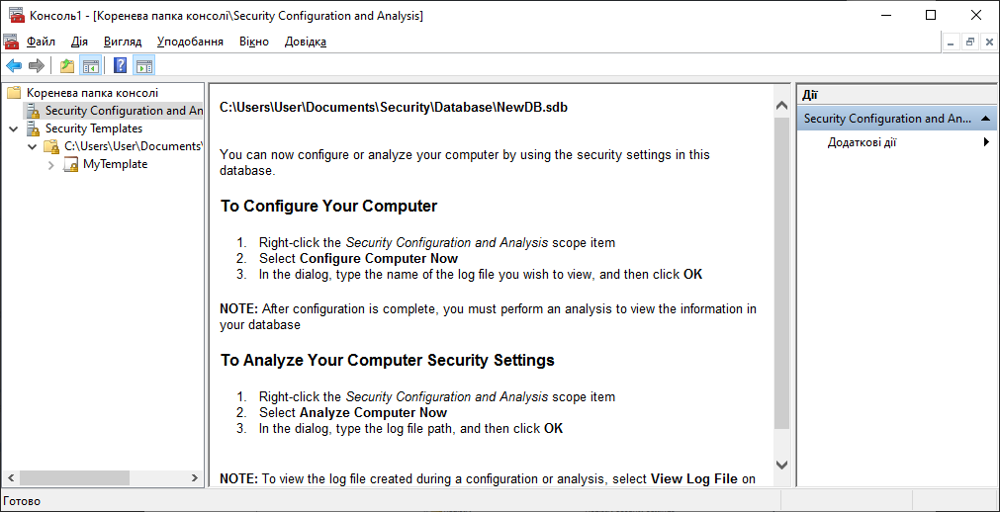 Консоль1 - [Коренева папка консолі\Security Configuration and Analysis]
Файл Дія Вигляд Уподобання Вікно Довідка
Коренева папка консолі
Security Configuration and An
Security Templates
C:\Users\User\Documents\
MyTemplate
C:\Users\User\Documents\Security\Database\NewDB.sdb
You can now configure or analyze your computer by using the security settings in this
database.
To Configure Your Computer
1. Right-click the Security Configuration and Analysis scope item
2. Select Configure Computer Now
3. In the dialog, type the name of the log file you wish to view, and then click OK
NOTE: After configuration is complete, you must perform an analysis to view the information in
your database
To Analyze Your Computer Security Settings
1. Right-click the Security Configuration and Analysis scope item
2. Select Analyze Computer Now
3. In the dialog, type the log file path, and then click OK
NOTE: To view the log file created during a configuration or analysis, select View Log File on
Дії
Security Configuration and An...
Додаткові дії
Готово